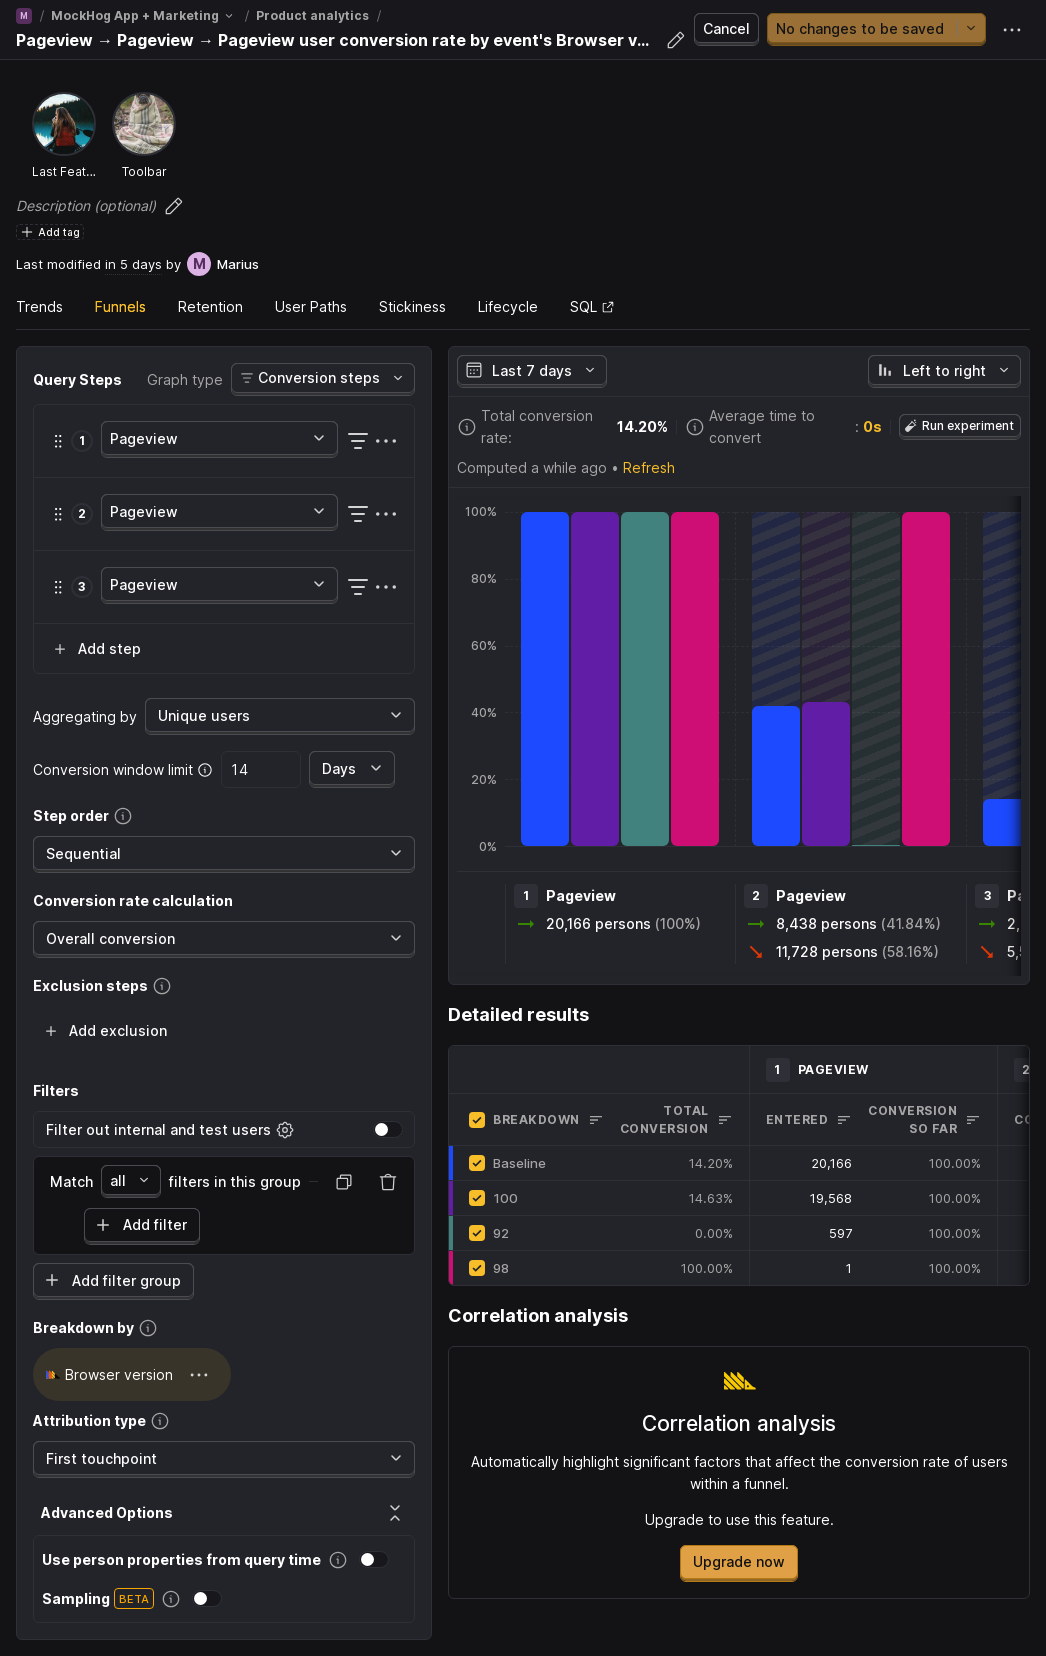 M / MockHog App + Marketing / Product analytics /
Pageview → Pageview → Pageview user conversion rate by event's Browser v...
Cancel
No changes to be saved
Last Feat...
Toolbar
Description (optional)
Add tag
Last modified in 5 days by M Marius
Trends Funnels Retention User Paths Stickiness Lifecycle SQL
Query Steps
Graph type
Conversion steps
1 Pageview
2 Pageview
3 Pageview
Add step
Aggregating by Unique users
Conversion window limit 14 Days
Step order
Sequential
Conversion rate calculation
Overall conversion
Exclusion steps
Add exclusion
Filters
Filter out internal and test users
Match all filters in this group
Add filter
Add filter group
Breakdown by
Browser version
Attribution type
First touchpoint
Advanced Options
Use person properties from query time
Sampling BETA
Last 7 days
Left to right
Total conversion rate: 14.20%
Average time to convert : 0s
Run experiment
Computed a while ago • Refresh
100%
80%
60%
40%
20%
0%
1 Pageview
20,166 persons (100%)
2 Pageview
8,438 persons (41.84%)
11,728 persons (58.16%)
3 Pa
2,
5,5
Detailed results
1 PAGEVIEW 2
BREAKDOWN TOTAL CONVERSION ENTERED CONVERSION SO FAR CO
Baseline 14.20% 20,166 100.00%
100 14.63% 19,568 100.00%
92 0.00% 597 100.00%
98 100.00% 1 100.00%
Correlation analysis
Correlation analysis
Automatically highlight significant factors that affect the conversion rate of users
within a funnel.
Upgrade to use this feature.
Upgrade now